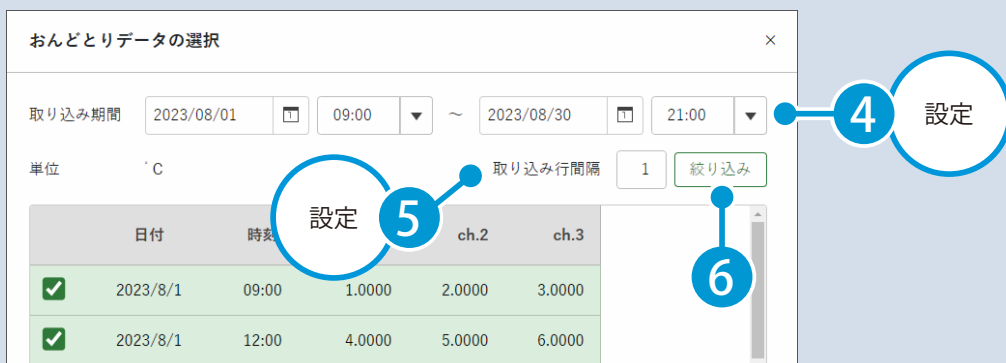 おんどとりデータの選択 ×
取り込み期間 2023/08/01 1 09:00 ▼ ～ 2023/08/30 1 21:00 ▼ 4 設定
単位 °C 取り込み行間隔 1 絞り込み
設定 5
日付 時刻 ch.2 ch.3
6
2023/8/1 09:00 1.0000 2.0000 3.0000
2023/8/1 12:00 4.0000 5.0000 6.0000